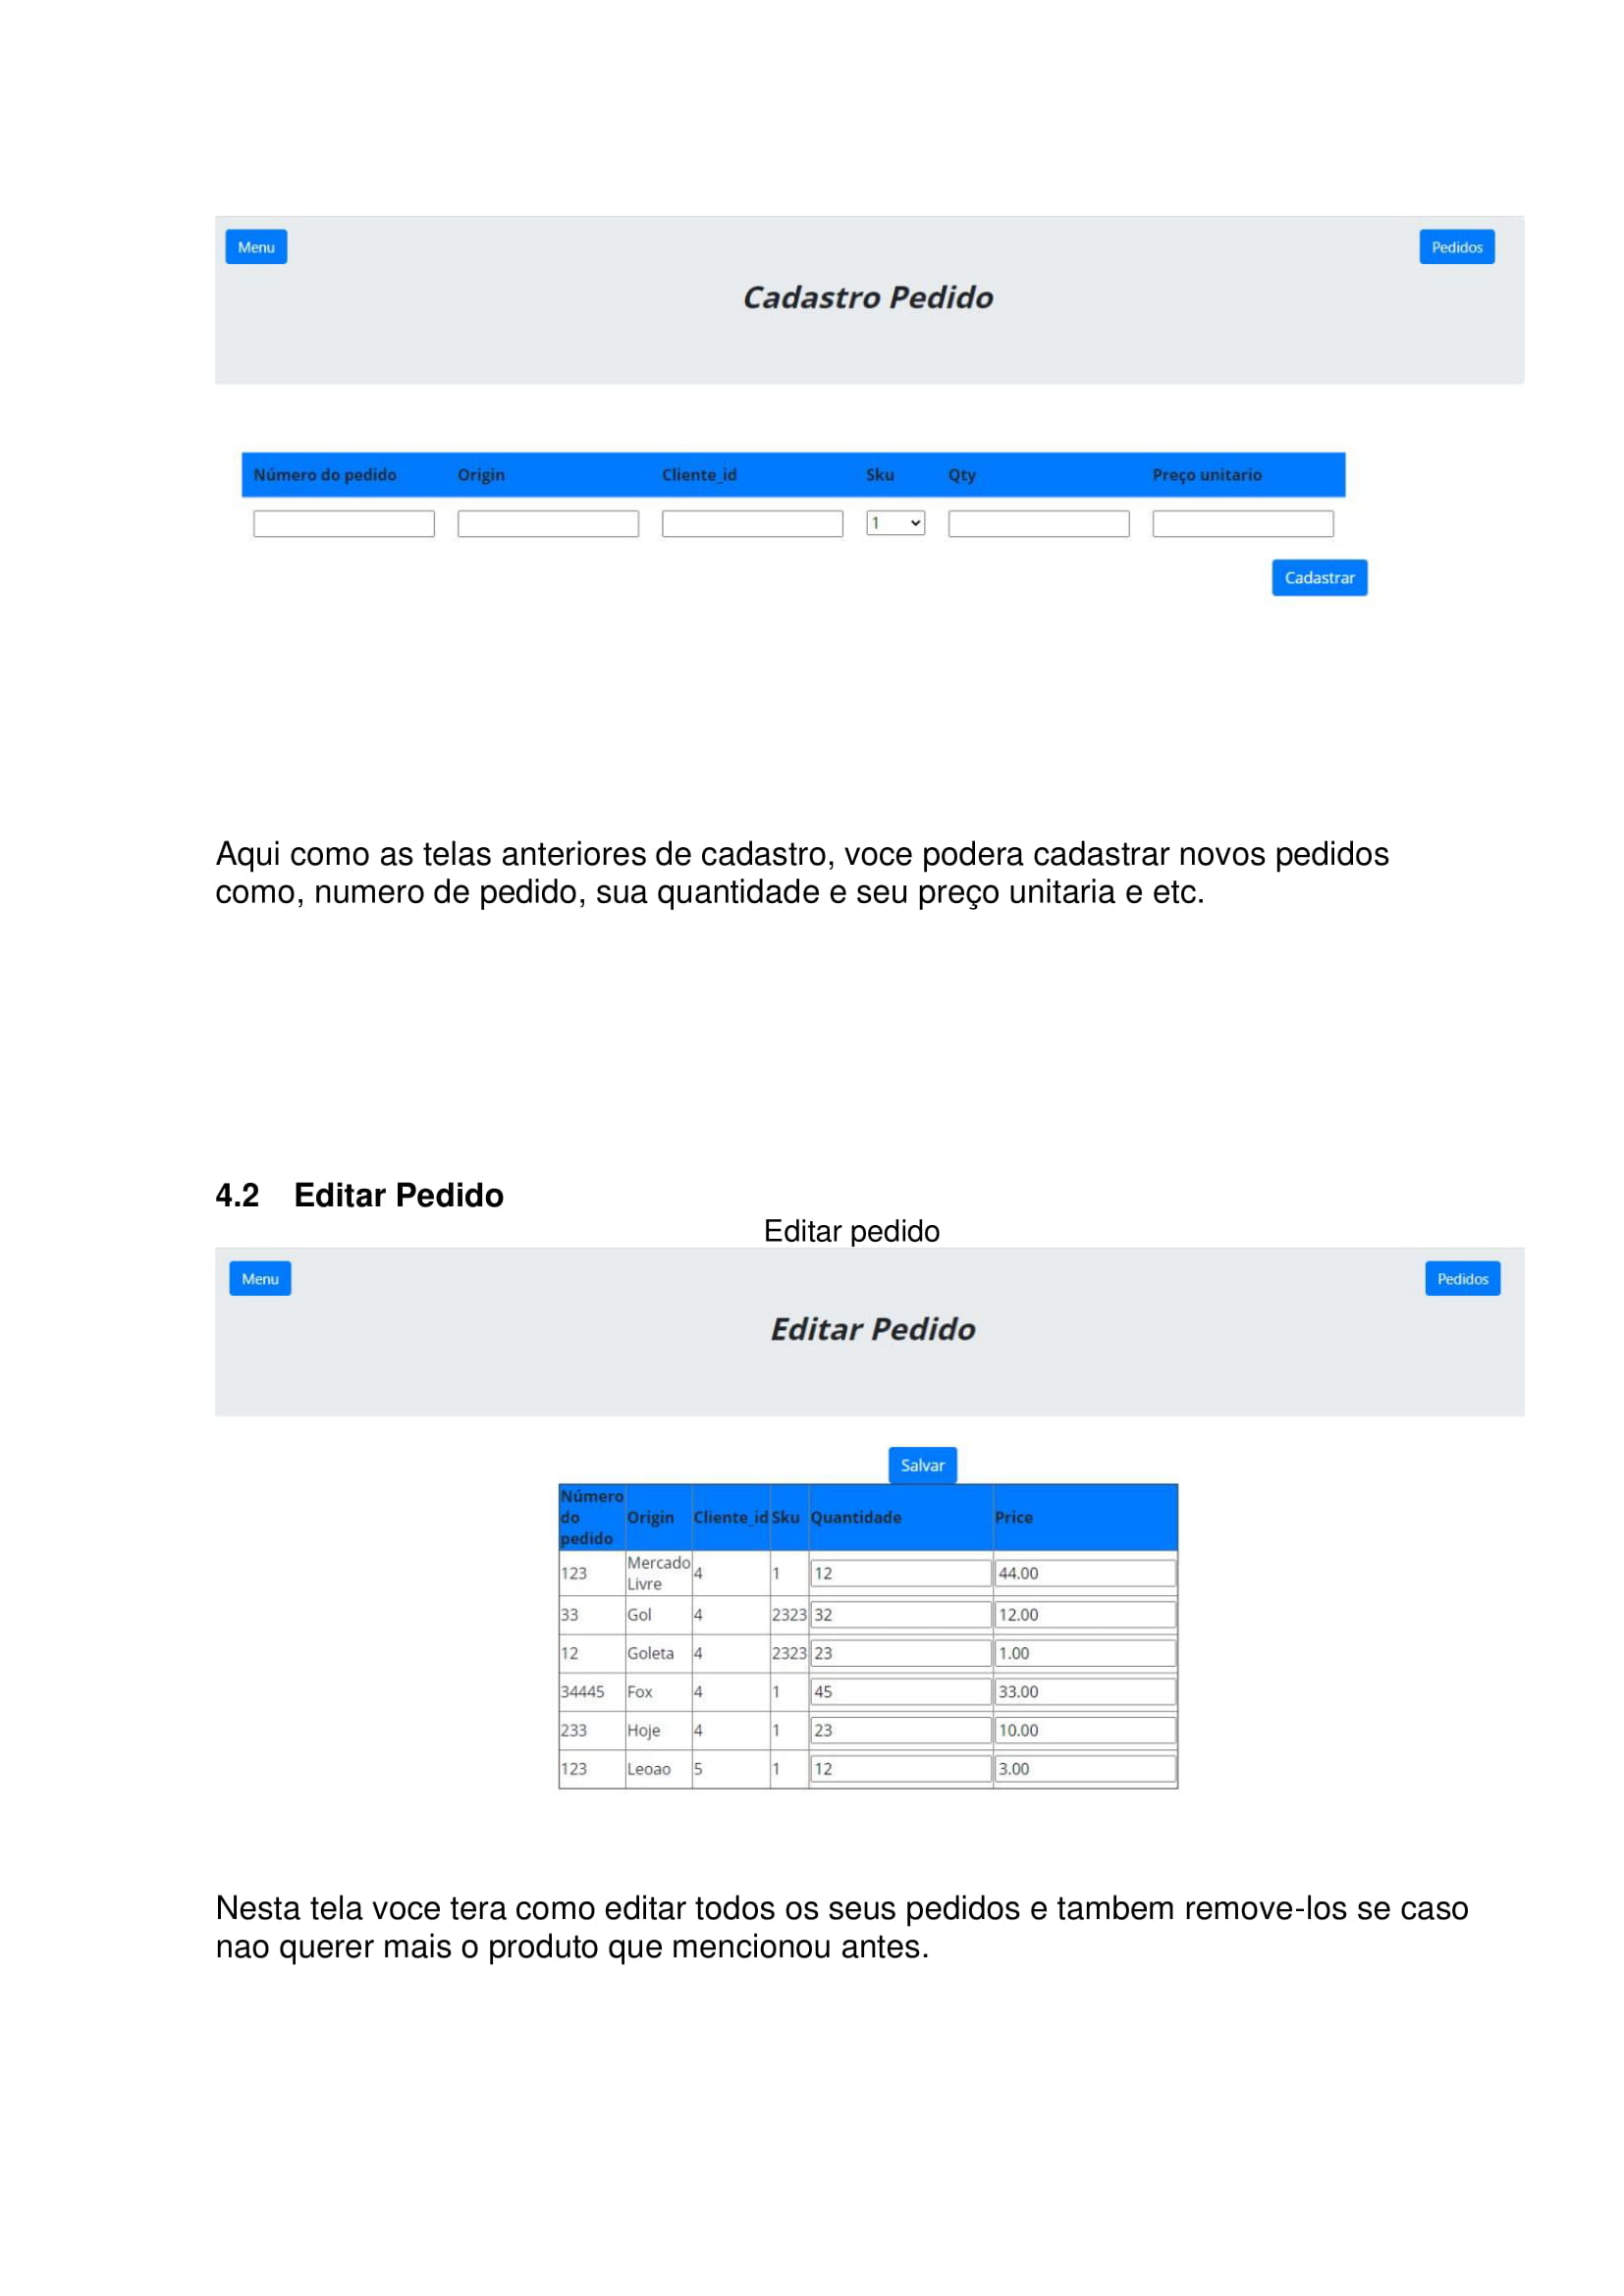 Menu Pedidos
Cadastro Pedido
Número do pedido Origin Cliente_id Sku Qty Preço unitario
1
Cadastrar
Aqui como as telas anteriores de cadastro, voce podera cadastrar novos pedidos
como, numero de pedido, sua quantidade e seu preço unitaria e etc.
4.2 Editar Pedido
Editar pedido
Menu Pedidos
Editar Pedido
Salvar
Número do pedido Origin Cliente_id Sku Quantidade Price
123 Mercado Livre 4 1 12 44.00
33 Gol 4 2323 32 12.00
12 Goleta 4 2323 23 1.00
34445 Fox 4 1 45 33.00
233 Hoje 4 1 23 10.00
123 Leoao 5 1 12 3.00
Nesta tela voce tera como editar todos os seus pedidos e tambem remove-los se caso
nao querer mais o produto que mencionou antes.